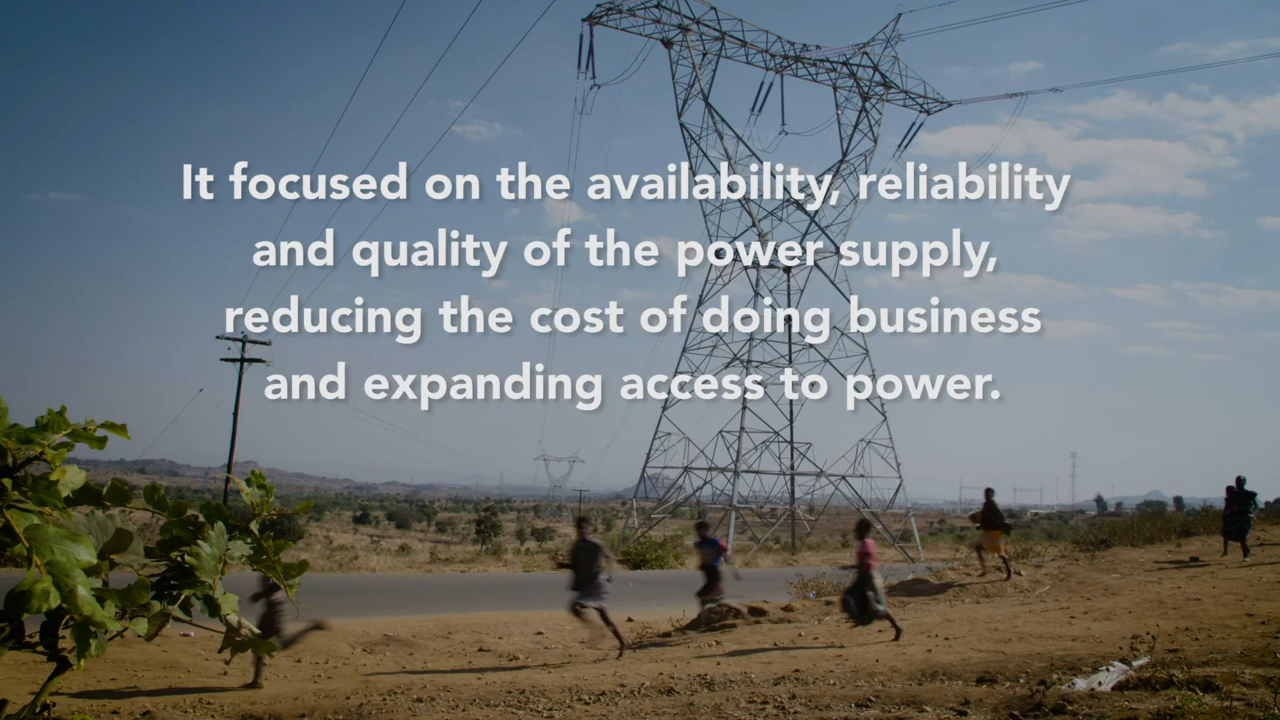 It focused on the availability, reliability
and quality of the power supply,
reducing the cost of doing business
and expanding access to power.